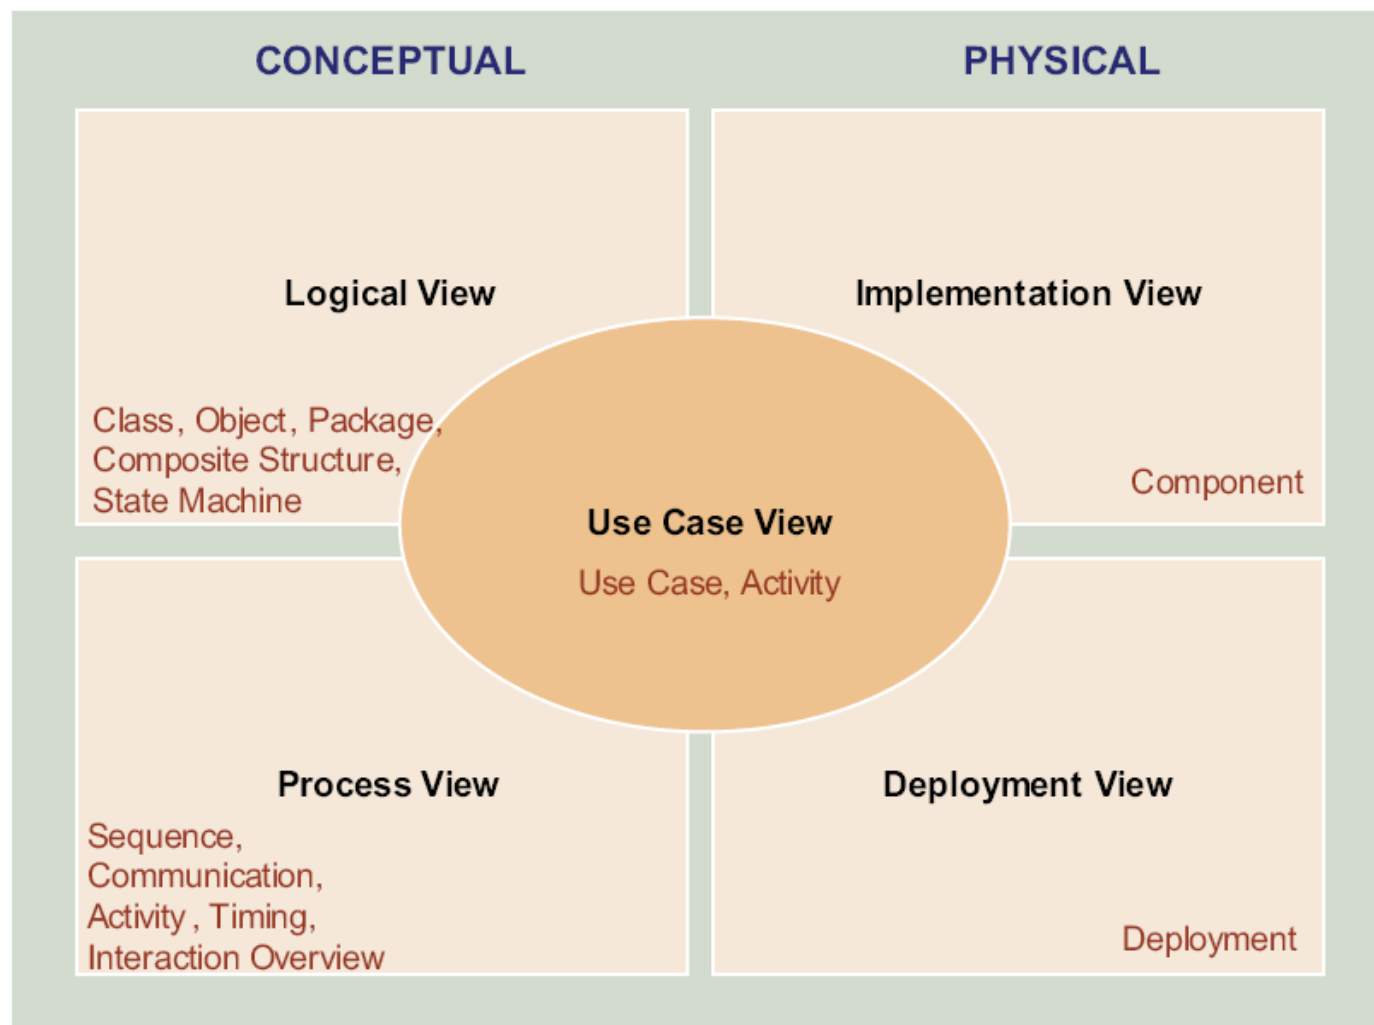 CONCEPTUAL
PHYSICAL
Logical View
Class, Object, Package,
Composite Structure,
State Machine
Implementation View
Component
Use Case View
Use Case, Activity
Process View
Sequence,
Communication,
Activity, Timing,
Interaction Overview
Deployment View
Deployment